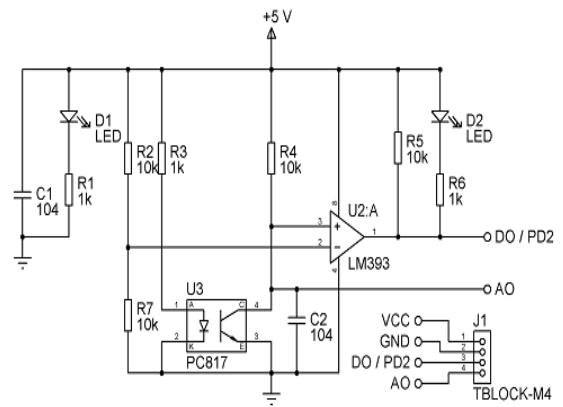 +5 V
D1
LED
D2
LED
R2
10k
R3
1k
R4
10k
R5
10k
C1
104
R1
1k
R6
1k
U2:A
8
3
+
2
−
1
4
LM393
DO / PD2
AO
U3
R7
10k
1
A
C
4
2
K
E
3
PC817
C2
104
VCC
GND
DO / PD2
AO
1
2
3
4
J1
TBLOCK-M4